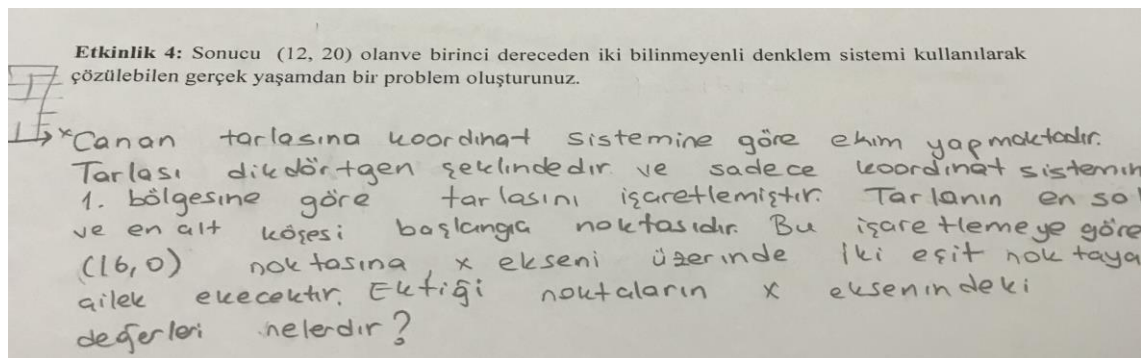 Etkinlik 4: Sonucu (12, 20) olanve birinci dereceden iki bilinmeyenli denklem sistemi kullanılarak
çözülebilen gerçek yaşamdan bir problem oluşturunuz.
Canan tarlasına koordinat sistemine göre ekim yapmaktadır.
Tarlası dikdörtgen şeklindedir ve sadece koordinat sistemin
1. bölgesine göre tarlasını işaretlemiştir. Tarlanın en sol
ve en alt köşesi başlangıç noktasıdır. Bu işaretlemeye göre
(16,0) noktasına, x ekseni üzerinde iki eşit noktaya
çilek ekecektir. Ektiği noktaların x eksenindeki
değerleri nelerdir?